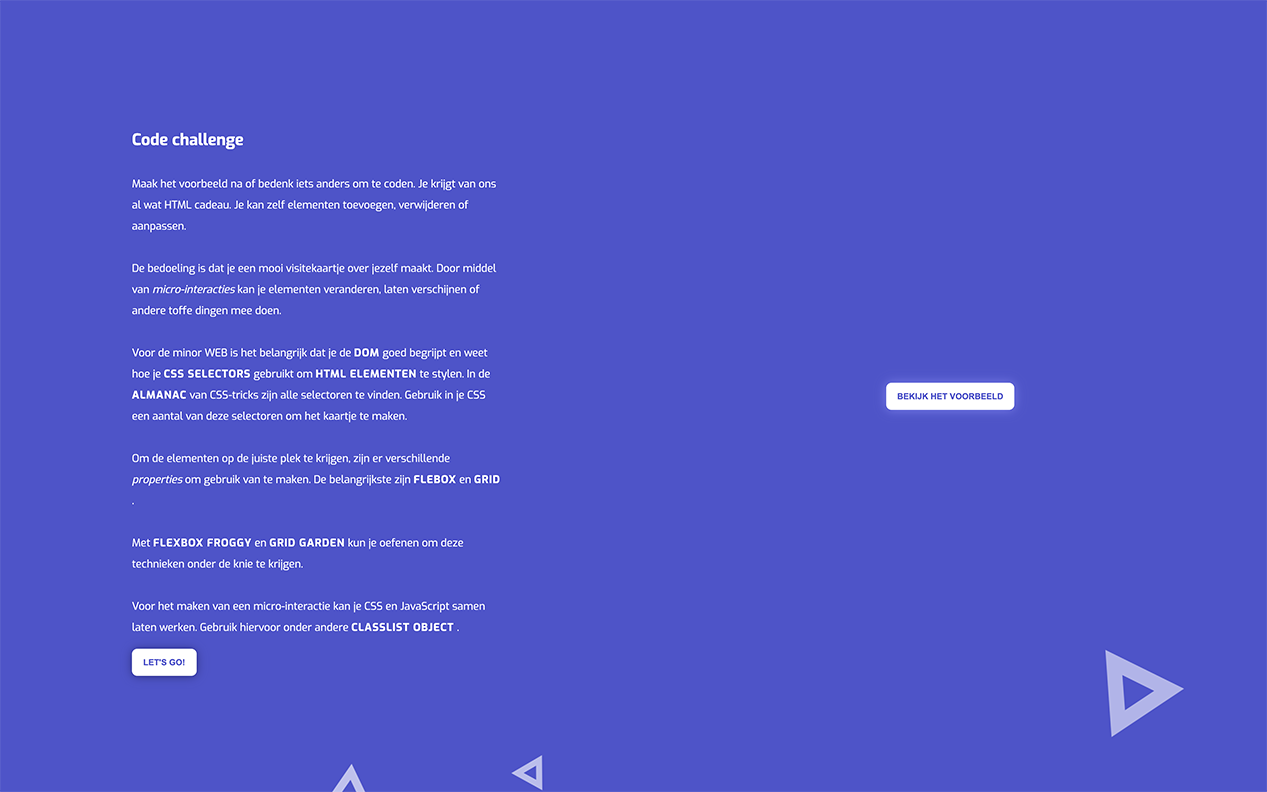 Code challenge
Maak het voorbeeld na of bedenk iets anders om te coden. Je krijgt van ons
al wat HTML cadeau. Je kan zelf elementen toevoegen, verwijderen of
aanpassen.
De bedoeling is dat je een mooi visitekaartje over jezelf maakt. Door middel
van micro-interacties kan je elementen veranderen, laten verschijnen of
andere toffe dingen mee doen.
Voor de minor WEB is het belangrijk dat je de DOM goed begrijpt en weet
hoe je CSS SELECTORS gebruikt om HTML ELEMENTEN te stylen. In de
ALMANAC van CSS-tricks zijn alle selectoren te vinden. Gebruik in je CSS
een aantal van deze selectoren om het kaartje te maken.
Om de elementen op de juiste plek te krijgen, zijn er verschillende
properties om gebruik van te maken. De belangrijkste zijn FLEBOX en GRID
.
Met FLEXBOX FROGGY en GRID GARDEN kun je oefenen om deze
technieken onder de knie te krijgen.
Voor het maken van een micro-interactie kan je CSS en JavaScript samen
laten werken. Gebruik hiervoor onder andere CLASSLIST OBJECT .
LET'S GO!
BEKIJK HET VOORBEELD